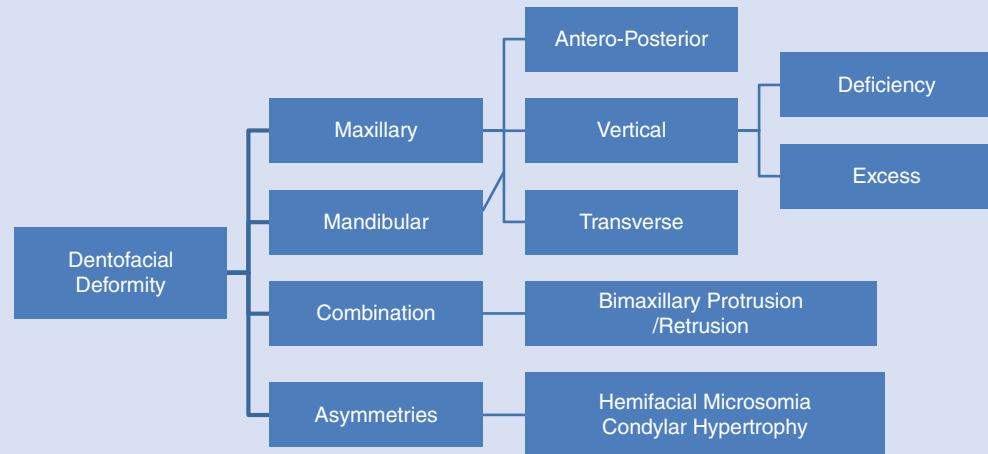 Dentofacial
Deformity
Maxillary
Mandibular
Combination
Asymmetries
Antero-Posterior
Vertical
Transverse
Bimaxillary Protrusion
/Retrusion
Hemifacial Microsomia
Condylar Hypertrophy
Deficiency
Excess